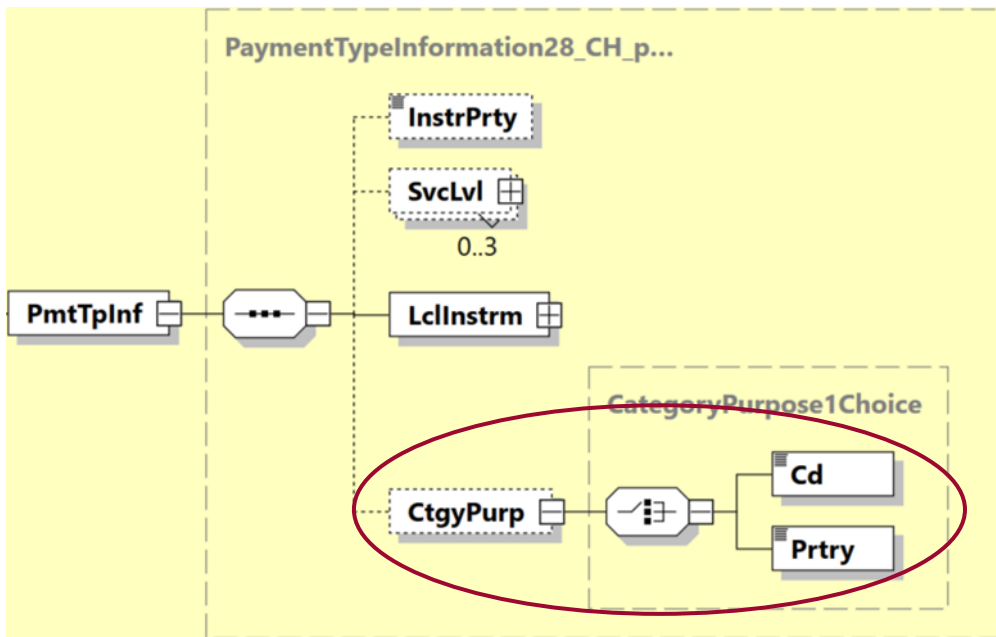 PaymentTypeInformation28_CH_p...
InstrPrty
SvcLvl
0..3
PmtTpInf
LclInstrm
CategoryPurpose1Choice
Cd
CtgyPurp
Prtry